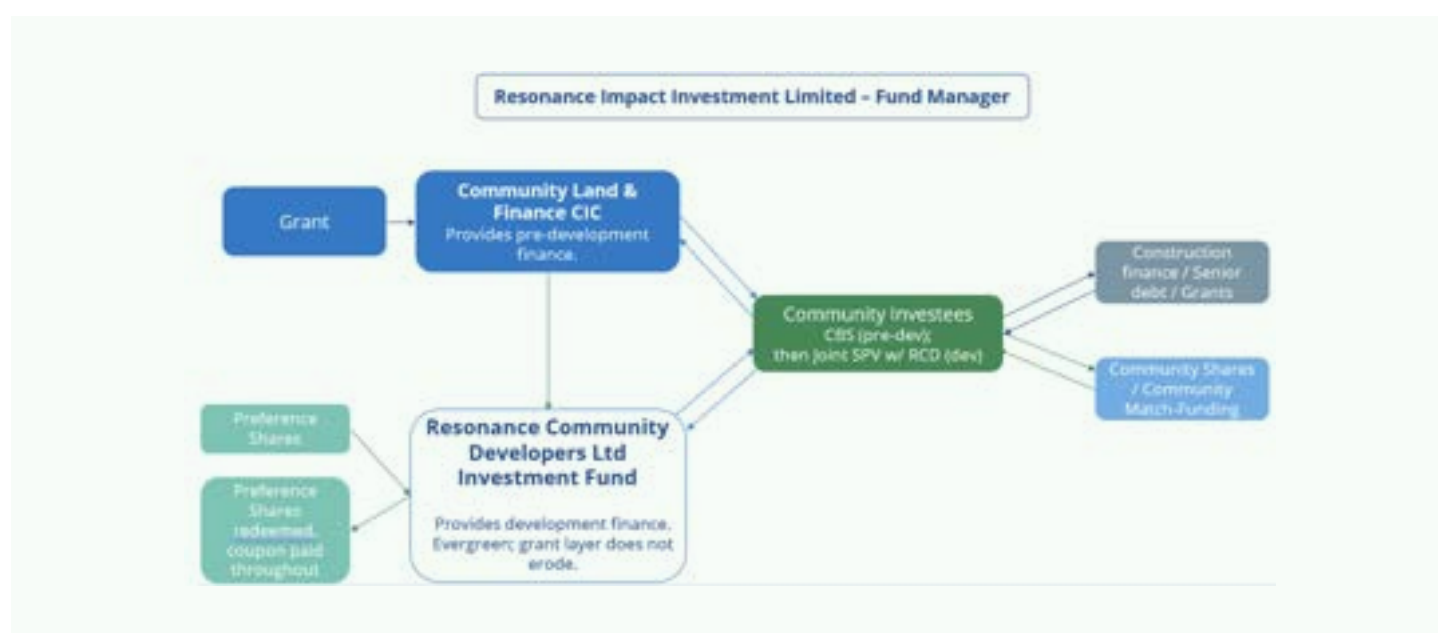 Resonance Impact Investment Limited – Fund Manager
Community Land &
Finance CIC
Provides pre-development
finance.
Grant
Construction
finance / Senior
debt / Grants
Community Investees
CBS (pre-dev);
then Joint SPV w/ RCD (dev)
Community Shares
/ Community
Match-Funding
Preference
Shares
Resonance Community
Developers Ltd
Investment Fund
Provides development finance.
Evergreen; grant layer does not
erode.
Preference
Shares
redeemed,
coupon paid
throughout